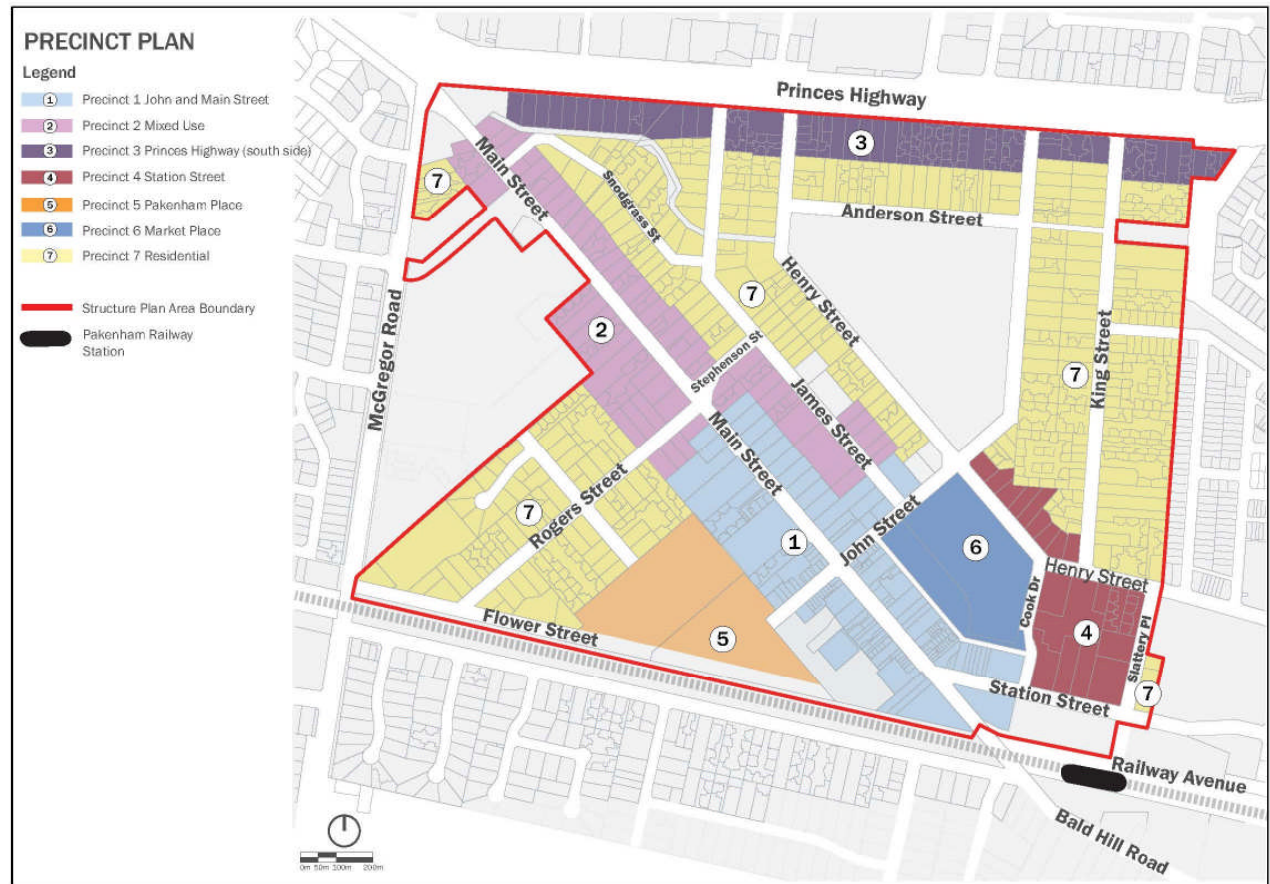 PRECINCT PLAN
Legend
1 Precinct 1 John and Main Street
2 Precinct 2 Mixed Use
3 Precinct 3 Princes Highway (south side)
4 Precinct 4 Station Street
5 Precinct 5 Pakenham Place
6 Precinct 6 Market Place
7 Precinct 7 Residential
Structure Plan Area Boundary
Pakenham Railway
Station
Princes Highway
3
Main Street
7
Snodgrass St
Anderson Street
Henry Street
7
2
McGregor Road
Stephenson St
King Street
7
James Street
Main Street
Rogers Street
7
John Street
1
6
Henry Street
Cook Dr
4
Slattery Pl
Flower Street
5
Station Street
7
Railway Avenue
Bald Hill Road
0m 50m 100m 200m